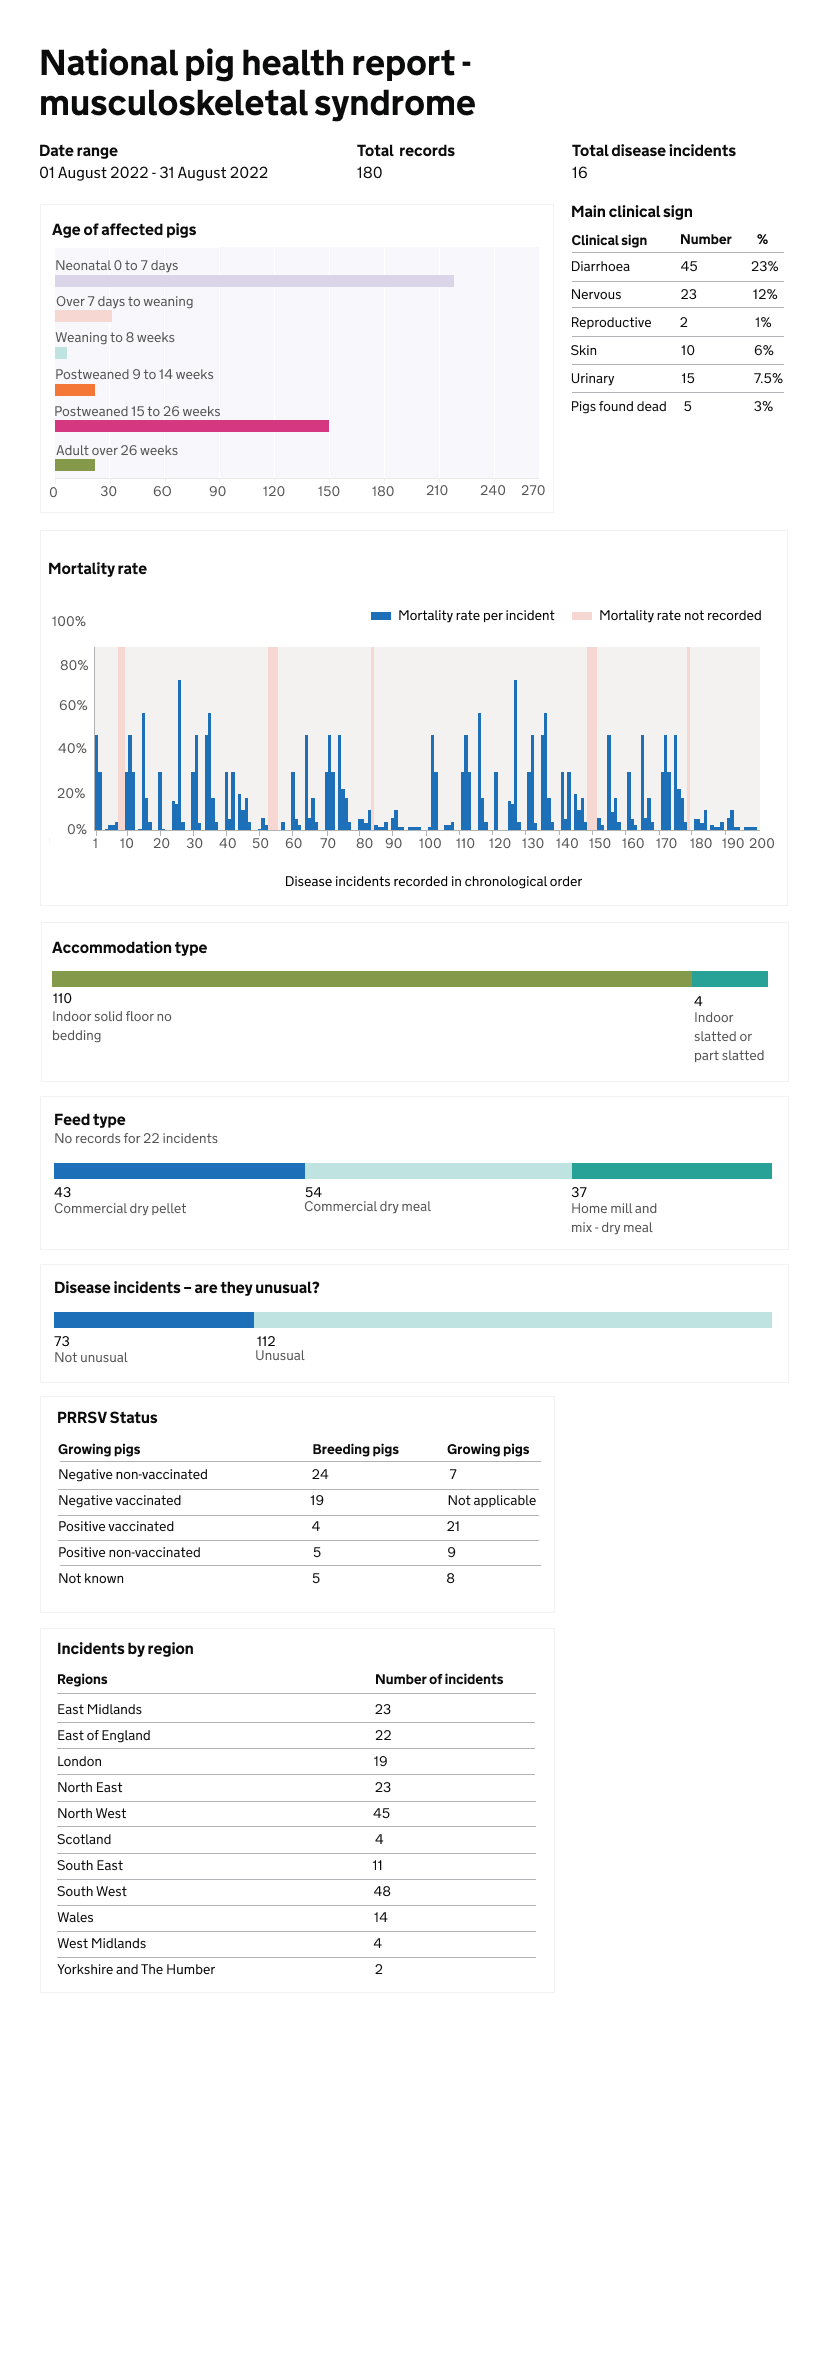 National pig health report -
musculoskeletal syndrome
Date range
01 August 2022 - 31 August 2022
Total records
180
Total disease incidents
16
Age of affected pigs
Neonatal 0 to 7 days
Over 7 days to weaning
Weaning to 8 weeks
Postweaned 9 to 14 weeks
Postweaned 15 to 26 weeks
Adult over 26 weeks
0 30 60 90 120 150 180 210 240 270
Main clinical sign
Clinical sign Number %
Diarrhoea 45 23%
Nervous 23 12%
Reproductive 2 1%
Skin 10 6%
Urinary 15 7.5%
Pigs found dead 5 3%
Mortality rate
Mortality rate per incident Mortality rate not recorded
100%
80%
60%
40%
20%
0%
1 10 20 30 40 50 60 70 80 90 100 110 120 130 140 150 160 170 180 190 200
Disease incidents recorded in chronological order
Accommodation type
110
Indoor solid floor no
bedding
4
Indoor
slatted or
part slatted
Feed type
No records for 22 incidents
43
Commercial dry pellet
54
Commercial dry meal
37
Home mill and
mix - dry meal
Disease incidents – are they unusual?
73
Not unusual
112
Unusual
PRRSV Status
Growing pigs Breeding pigs Growing pigs
Negative non-vaccinated 24 7
Negative vaccinated 19 Not applicable
Positive vaccinated 4 21
Positive non-vaccinated 5 9
Not known 5 8
Incidents by region
Regions Number of incidents
East Midlands 23
East of England 22
London 19
North East 23
North West 45
Scotland 4
South East 11
South West 48
Wales 14
West Midlands 4
Yorkshire and The Humber 2